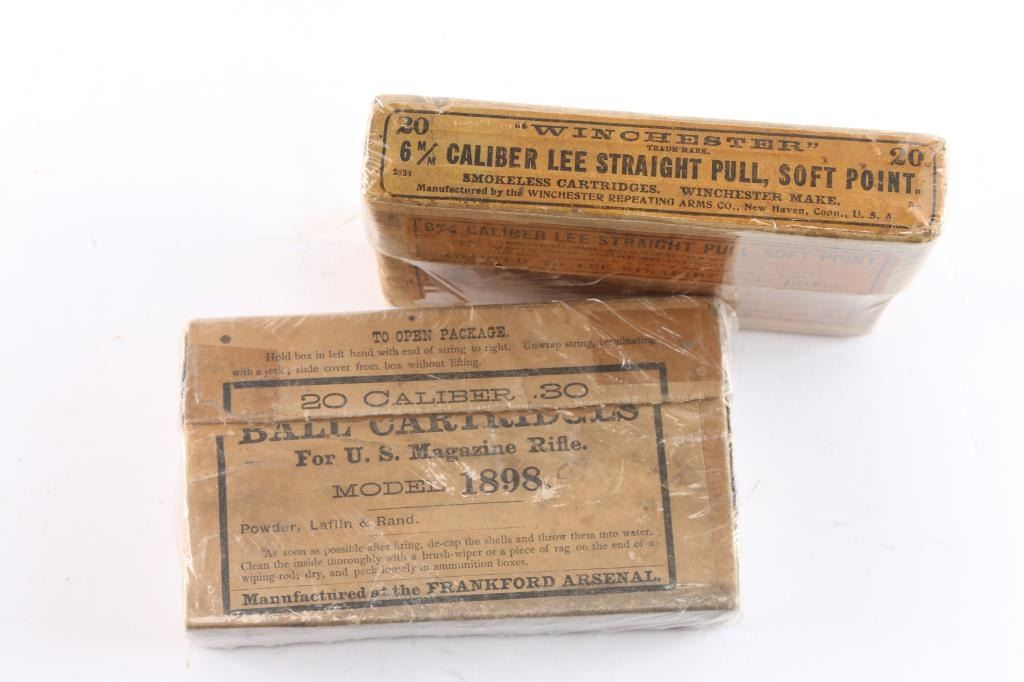 20 "WINCHESTER" 20
TRADE MARK.
6 M/M CALIBER LEE STRAIGHT PULL, SOFT POINT.
2824 SMOKELESS CARTRIDGES. WINCHESTER MAKE.
Manufactured by the WINCHESTER REPEATING ARMS CO., New Haven, Conn., U. S. A.
CALIBER LEE STRAIGHT PULL, SOFT POINT
TO OPEN PACKAGE.
Hold box in left hand with end of string to right. Unwrap string, terminating
with a jerk; slide cover from box without lifting.
20 CALIBER .30
BALL CARTRIDGES
For U. S. Magazine Rifle.
MODEL 1898.
Powder, Laflin & Rand.
As soon as possible after firing, de-cap the shells and throw them into water.
Clean the inside thoroughly with a brush-wiper or a piece of rag on the end of a
wiping-rod; dry, and pack loosely in ammunition boxes.
Manufactured at the FRANKFORD ARSENAL.